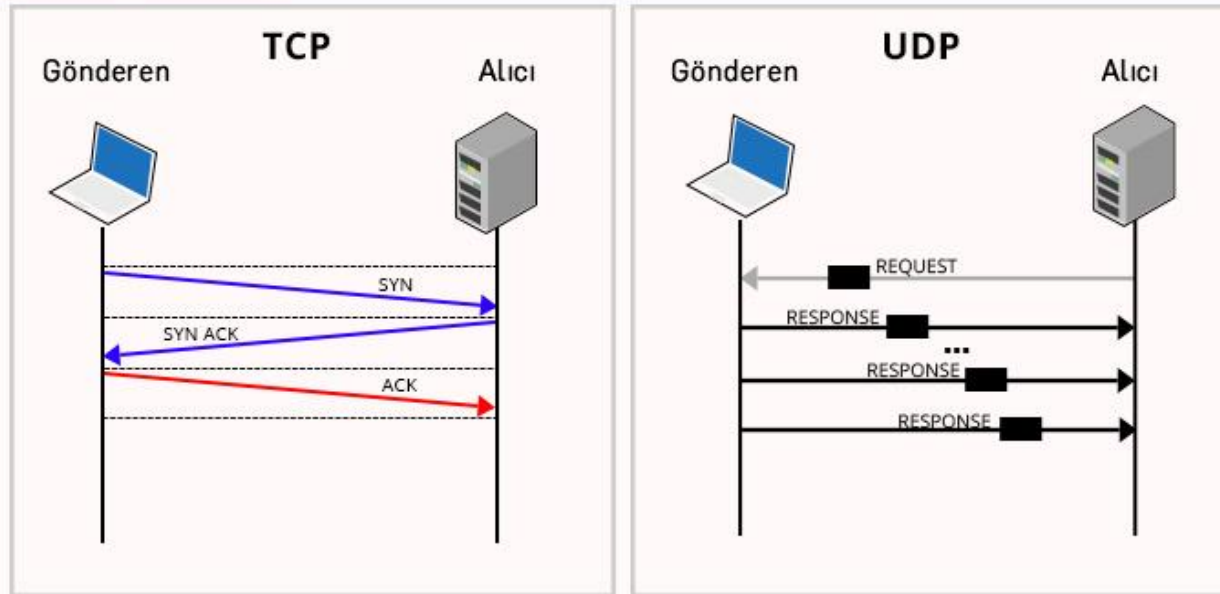 TCP
Gönderen
Alıcı
SYN
SYN ACK
ACK
UDP
Gönderen
Alıcı
REQUEST
RESPONSE
...
RESPONSE
RESPONSE